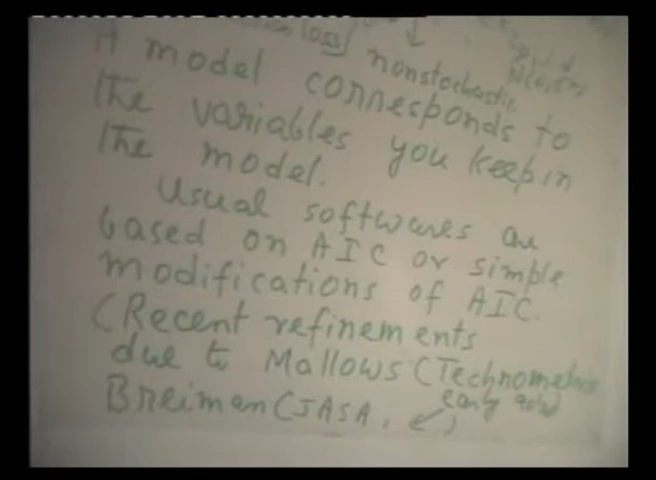 loss) nonstochastic
A model corresponds to
the variables you keep in
the model.
Usual softwares are
based on AIC or simple
modifications of AIC.
(Recent refinements
due to Mallows (Technometrics
early 90's)
Breiman (JASA, )